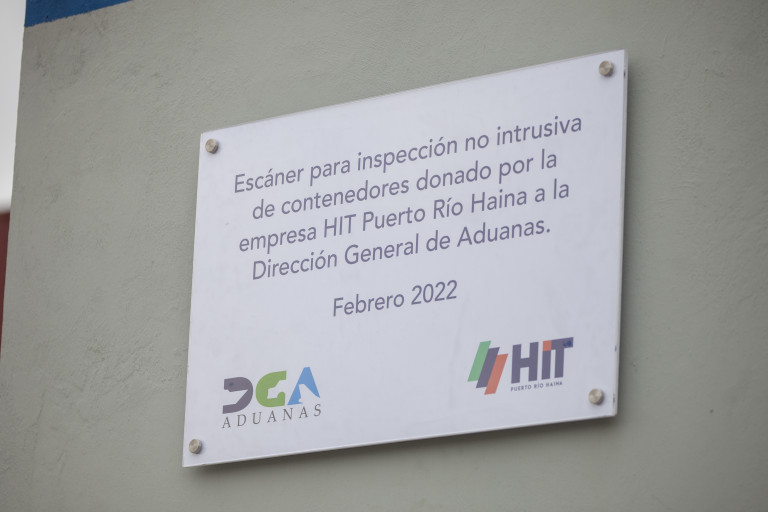 Escáner para inspección no intrusiva
de contenedores donado por la
empresa HIT Puerto Río Haina a la
Dirección General de Aduanas.
Febrero 2022
DGA
ADUANAS
HIT
PUERTO RÍO HAINA